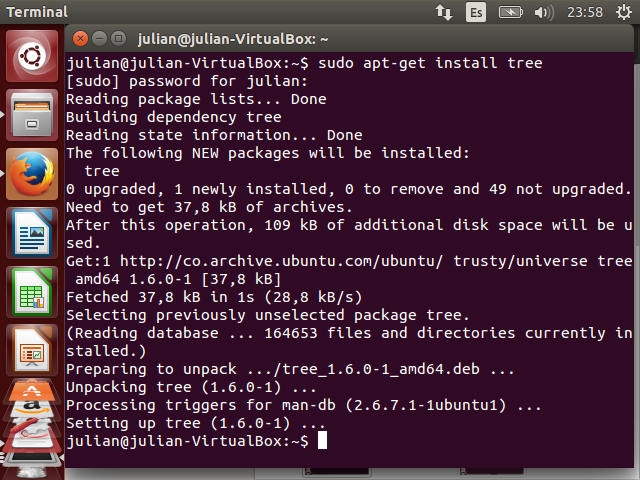 Terminal
Es
23:58
julian@julian-VirtualBox: ~
julian@julian-VirtualBox:~$ sudo apt-get install tree
[sudo] password for julian:
Reading package lists... Done
Building dependency tree
Reading state information... Done
The following NEW packages will be installed:
  tree
0 upgraded, 1 newly installed, 0 to remove and 49 not upgraded.
Need to get 37,8 kB of archives.
After this operation, 109 kB of additional disk space will be u
sed.
Get:1 http://co.archive.ubuntu.com/ubuntu/ trusty/universe tree
 amd64 1.6.0-1 [37,8 kB]
Fetched 37,8 kB in 1s (28,8 kB/s)
Selecting previously unselected package tree.
(Reading database ... 164653 files and directories currently in
stalled.)
Preparing to unpack .../tree_1.6.0-1_amd64.deb ...
Unpacking tree (1.6.0-1) ...
Processing triggers for man-db (2.6.7.1-1ubuntu1) ...
Setting up tree (1.6.0-1) ...
julian@julian-VirtualBox:~$